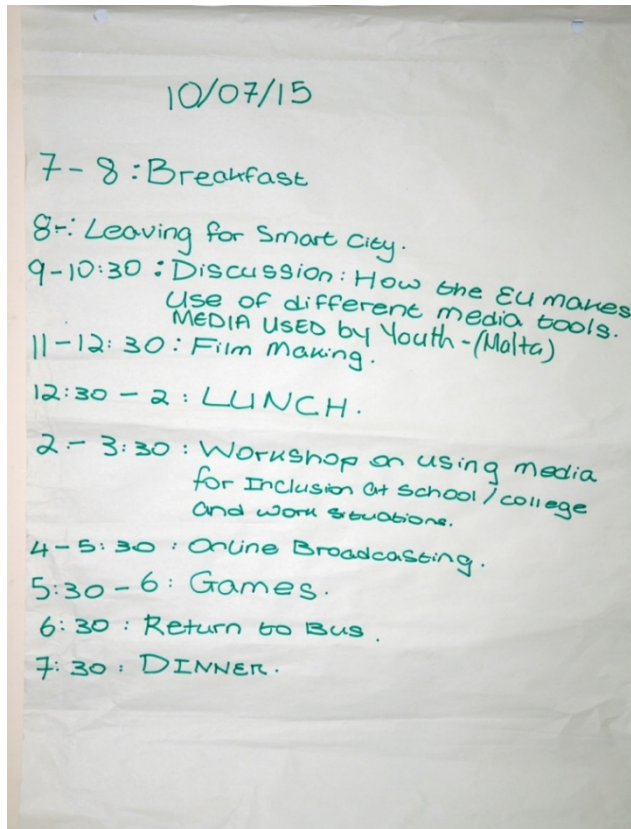 10/07/15
7-8: Breakfast
8-: Leaving for Smart City.
9-10:30: Discussion: How the EU makes
use of different media tools.
MEDIA USED by Youth-(Malta)
11-12:30: Film Making.
12:30-2: LUNCH.
2-3:30: Workshop on using media
for Inclusion at school/college
and work situations.
4-5:30: Online Broadcasting.
5:30-6: Games.
6:30: Return to Bus.
7:30: DINNER.